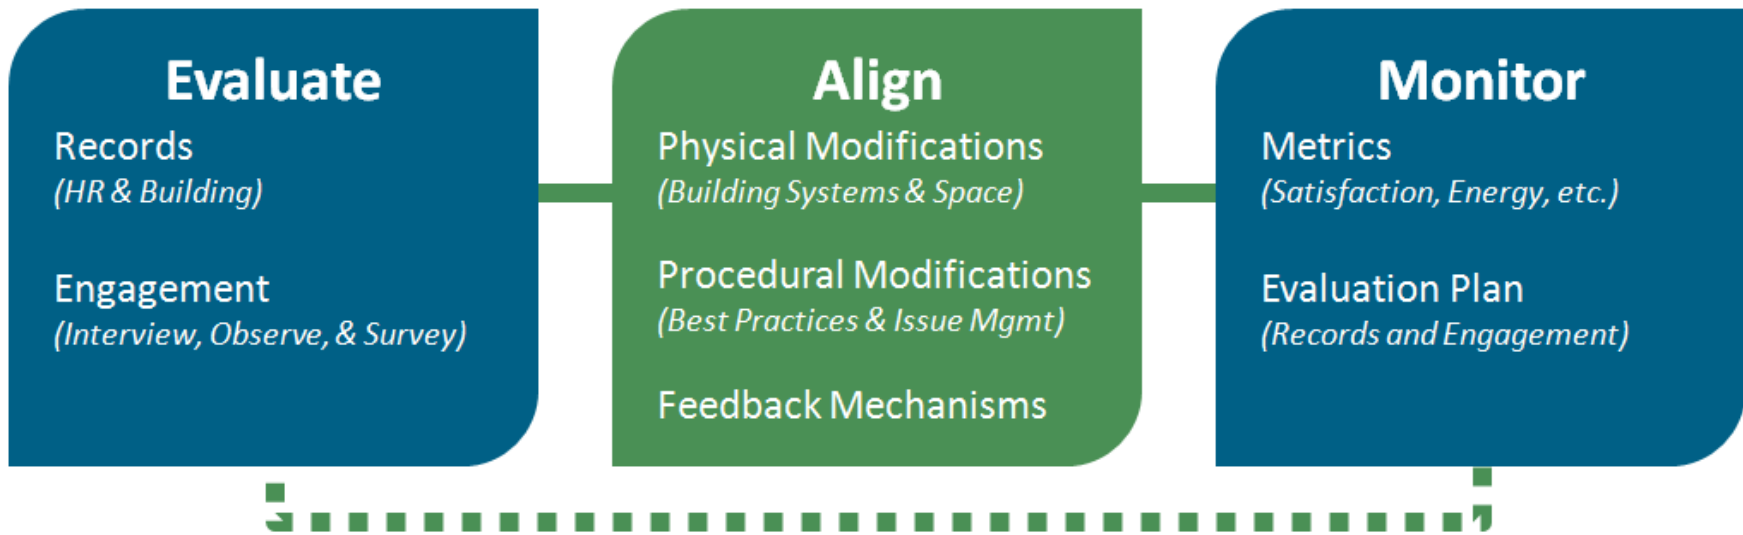 Evaluate
Records
(HR & Building)
Engagement
(Interview, Observe, & Survey)
Align
Physical Modifications
(Building Systems & Space)
Procedural Modifications
(Best Practices & Issue Mgmt)
Feedback Mechanisms
Monitor
Metrics
(Satisfaction, Energy, etc.)
Evaluation Plan
(Records and Engagement)